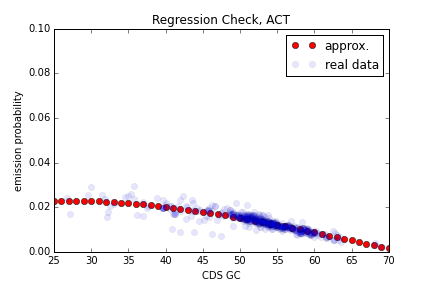 Regression Check, ACT
0.10
approx.
real data
0.08
0.06
emission probability
0.04
0.02
0.00
25 30 35 40 45 50 55 60 65 70
CDS GC